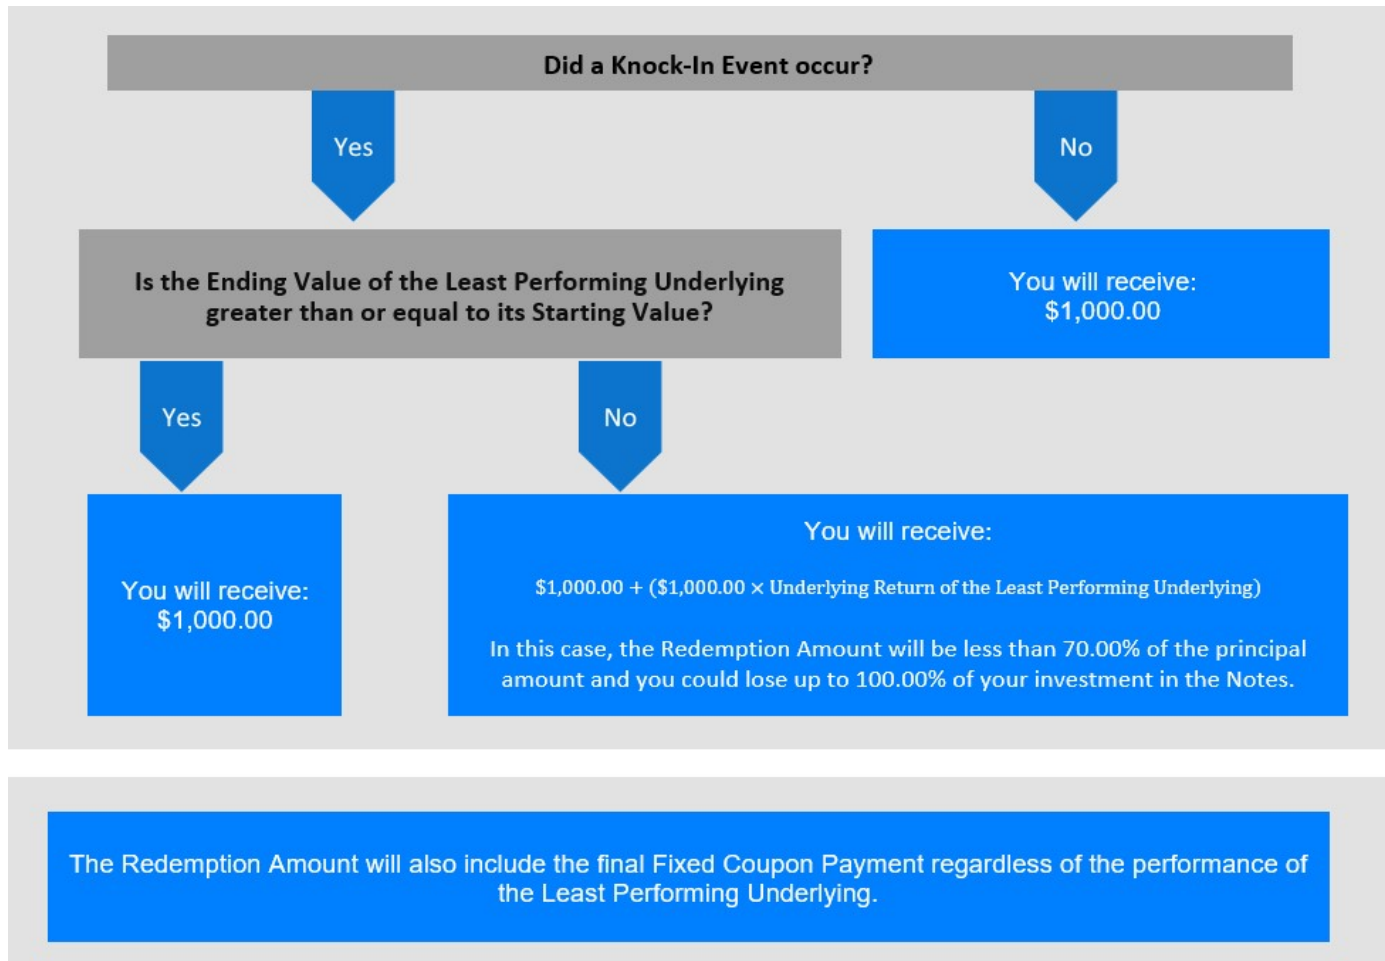 Did a Knock-In Event occur?
Yes
No
Is the Ending Value of the Least Performing Underlying
greater than or equal to its Starting Value?
You will receive:
$1,000.00
Yes
No
You will receive:
$1,000.00
You will receive:
$1,000.00 + ($1,000.00 × Underlying Return of the Least Performing Underlying)
In this case, the Redemption Amount will be less than 70.00% of the principal
amount and you could lose up to 100.00% of your investment in the Notes.
The Redemption Amount will also include the final Fixed Coupon Payment regardless of the performance of
the Least Performing Underlying.